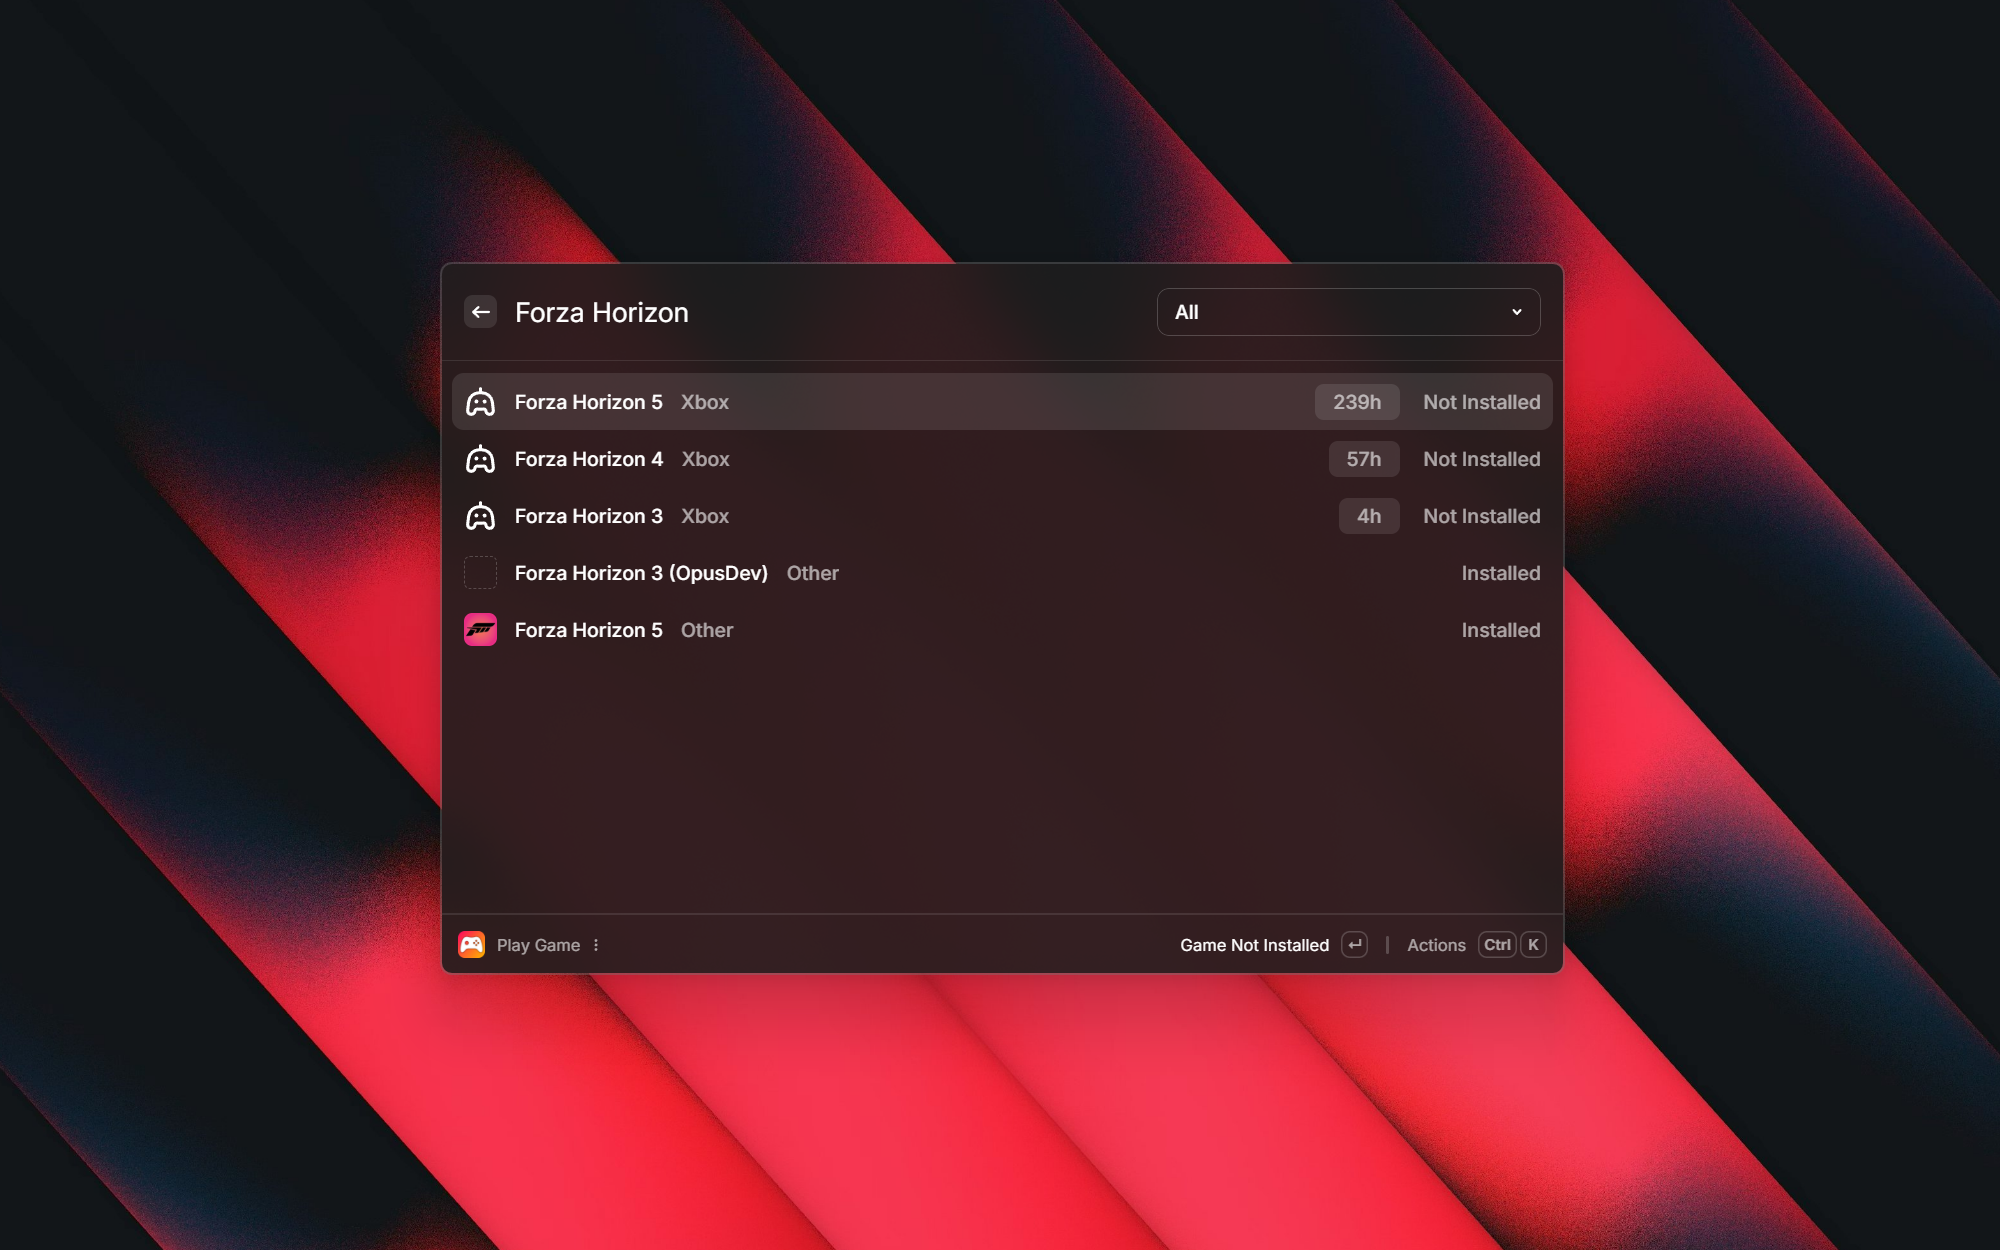 Forza Horizon All
Forza Horizon 5 Xbox 239h Not Installed
Forza Horizon 4 Xbox 57h Not Installed
Forza Horizon 3 Xbox 4h Not Installed
Forza Horizon 3 (OpusDev) Other Installed
Forza Horizon 5 Other Installed
Play Game Game Not Installed Actions Ctrl K